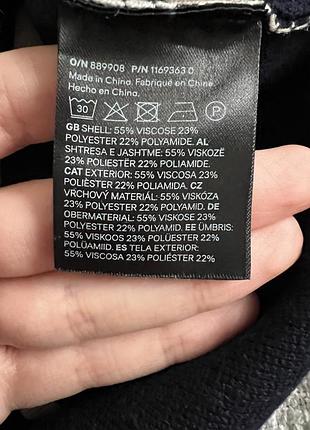 O/N 889908 P/N 1169363 0
Made in China. Fabriqué en Chine.
Hecho en China.
30
GB SHELL: 55% VISCOSE 23%
POLYESTER 22% POLYAMIDE. AL
SHTRESA E JASHTME: 55% VISKOZË
23% POLIESTËR 22% POLIAMIDE.
CAT EXTERIOR: 55% VISCOSA 23%
POLIÈSTER 22% POLIAMIDA. CZ
VRCHOVÝ MATERIÁL: 55% VISKÓZA
23% POLYESTER 22% POLYAMID. DE
OBERMATERIAL: 55% VISKOSE 23%
POLYESTER 22% POLYAMID. EE ÜMBRIS:
55% VISKOOS 23% POLÜESTER 22%
POLÜAMIID. ES TELA EXTERIOR:
55% VISCOSA 23% POLIÉSTER 22%